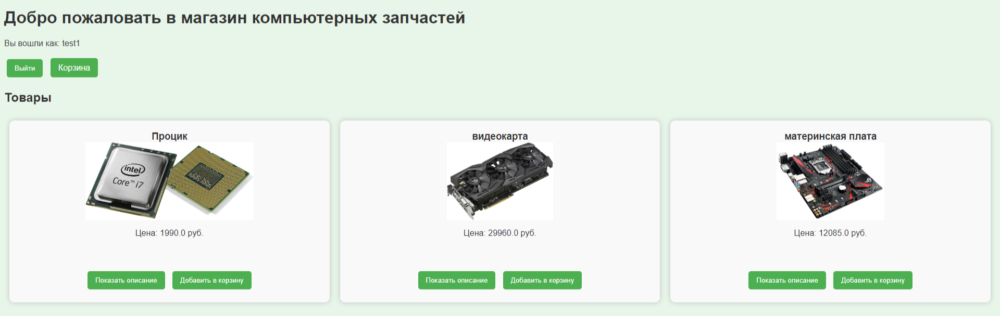 Добро пожаловать в магазин компьютерных запчастей
Вы вошли как: test1
Выйти Корзина
Товары
Процик
intel
Core™ i7
Цена: 1990.0 руб.
Показать описание Добавить в корзину
видеокарта
Цена: 29960.0 руб.
Показать описание Добавить в корзину
материнская плата
Цена: 12085.0 руб.
Показать описание Добавить в корзину